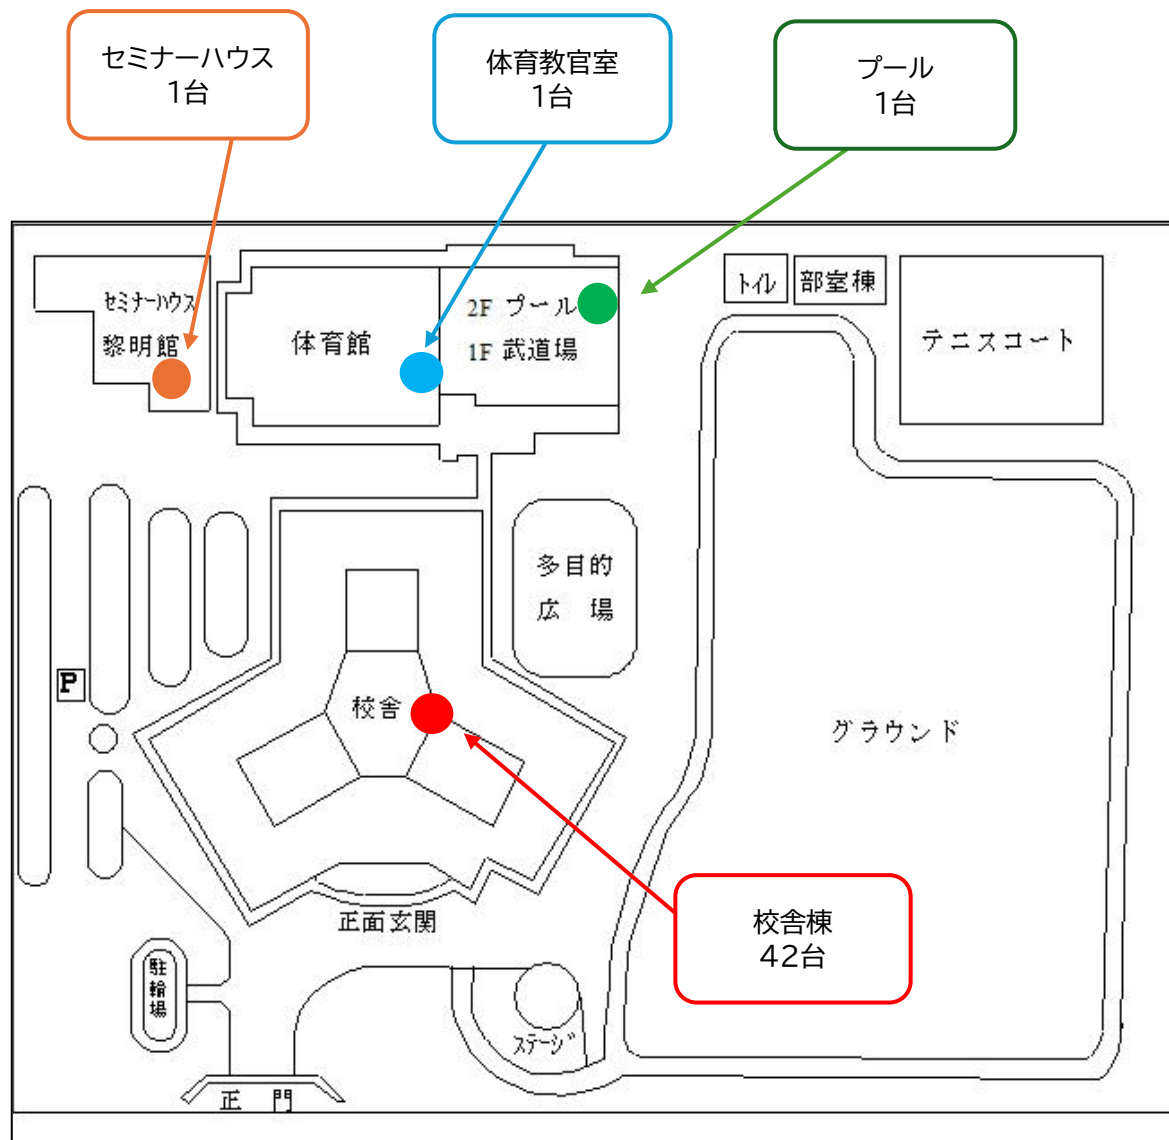 セミナーハウス
1台
体育教官室
1台
プール
1台
セミナーハウス
黎明館
体育館
2F プール
1F 武道場
トイレ
部室棟
テニスコート
多目的
広 場
P
校舎
グラウンド
正面玄関
校舎棟
42台
駐輪場
ステージ
正 門